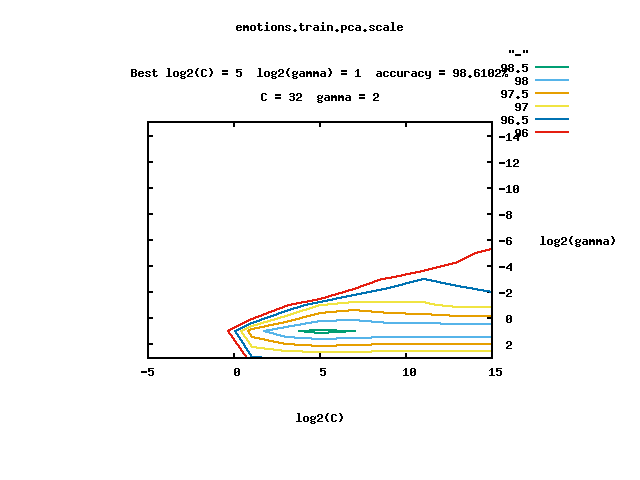 emotions.train.pca.scale
"-"
Best log2(C) = 5 log2(gamma) = 1 accuracy = 98.6102%
98.5
98
97.5
97
96.5
96
C = 32 gamma = 2
-14
-12
-10
-8
-6
-4
-2
0
2
log2(gamma)
-5 0 5 10 15
log2(C)